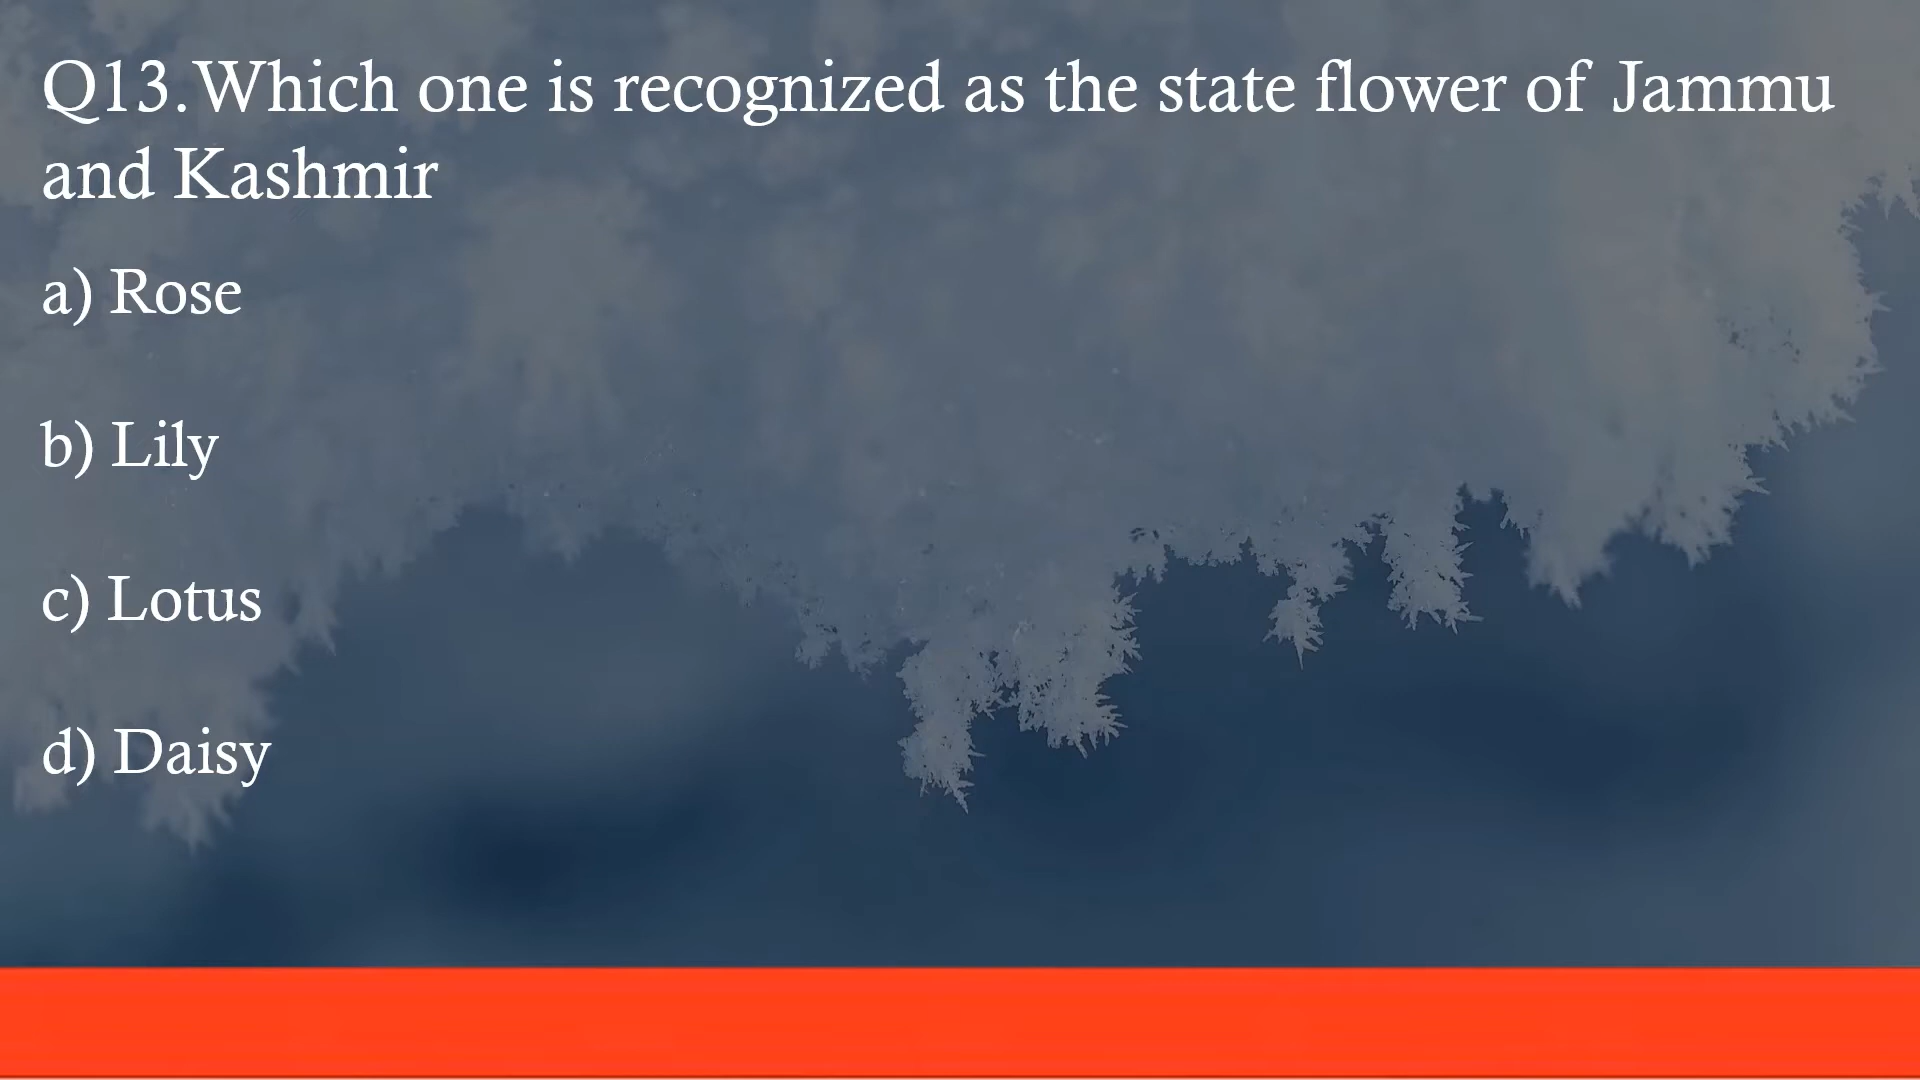 Q13.Which one is recognized as the state flower of Jammu
and Kashmir
a) Rose
b) Lily
c) Lotus
d) Daisy